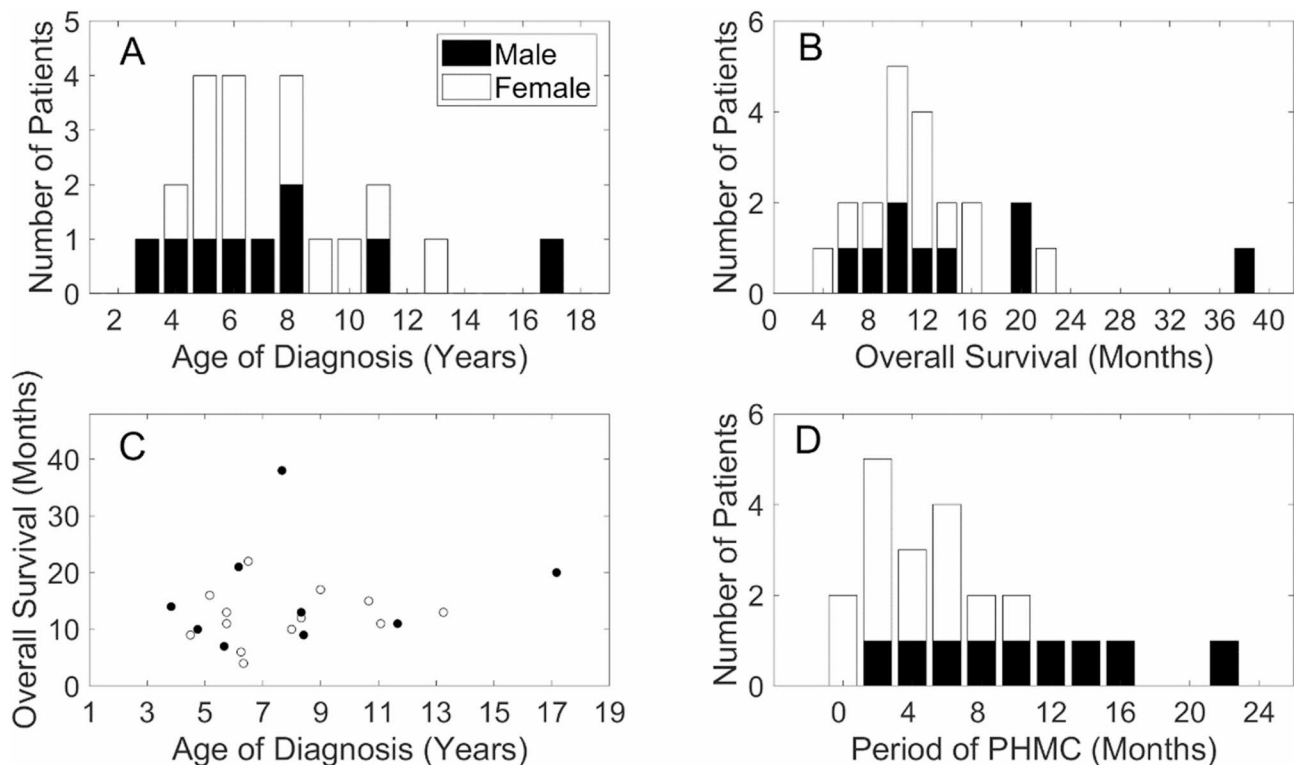 A
Male
Female
Number of Patients
5
4
3
2
1
0
2 4 6 8 10 12 14 16 18
Age of Diagnosis (Years)
B
Number of Patients
6
4
2
0
0 4 8 12 16 20 24 28 32 36 40
Overall Survival (Months)
C
Overall Survival (Months)
40
30
20
10
0
1 3 5 7 9 11 13 15 17 19
Age of Diagnosis (Years)
D
Number of Patients
6
4
2
0
0 4 8 12 16 20 24
Period of PHMC (Months)